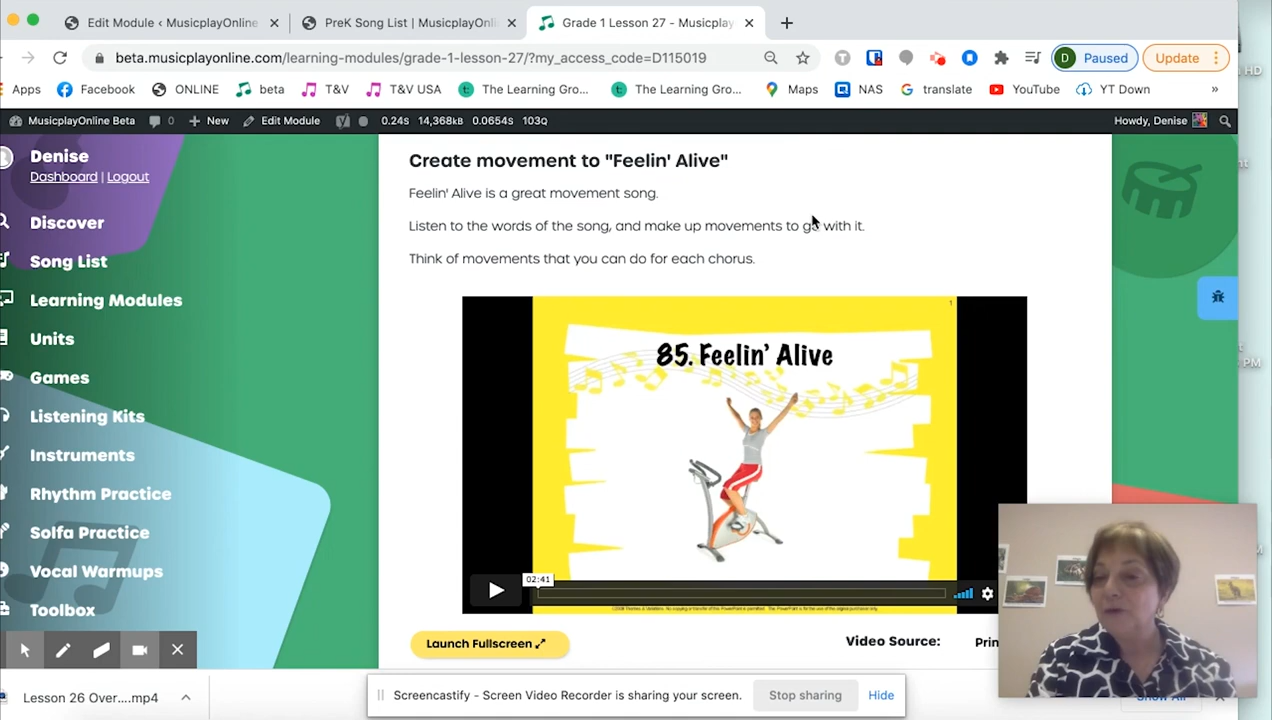 Edit Module ‹ MusicplayOnline
PreK Song List | MusicplayOnli
Grade 1 Lesson 27 - Musicplay
beta.musicplayonline.com/learning-modules/grade-1-lesson-27/?my_access_code=D115019
D Paused
Update
Apps Facebook ONLINE beta T&V T&V USA The Learning Gro... The Learning Gro... Maps NAS translate YouTube YT Down »
MusicplayOnline Beta 0 New Edit Module 0.24s 14,368kB 0.0654s 103Q Howdy, Denise
Denise
Dashboard | Logout
Discover
Song List
Learning Modules
Units
Games
Listening Kits
Instruments
Rhythm Practice
Solfa Practice
Vocal Warmups
Toolbox
Create movement to "Feelin' Alive"
Feelin' Alive is a great movement song.
Listen to the words of the song, and make up movements to go with it.
Think of movements that you can do for each chorus.
1
85. Feelin' Alive
02:41
Launch Fullscreen
Video Source: Prin
Lesson 26 Over....mp4
Screencastify - Screen Video Recorder is sharing your screen.
Stop sharing
Hide
HD
PM